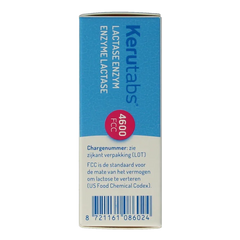 Kerutabs
LACTASE ENZYM
ENZYME LACTASE
4600
FCC
Chargenummer: zie
zijkant verpakking (LOT)
FCC is de standaard voor
de mate van het vermogen
om lactose te verteren
(US Food Chemical Codex).
8 721161 086024